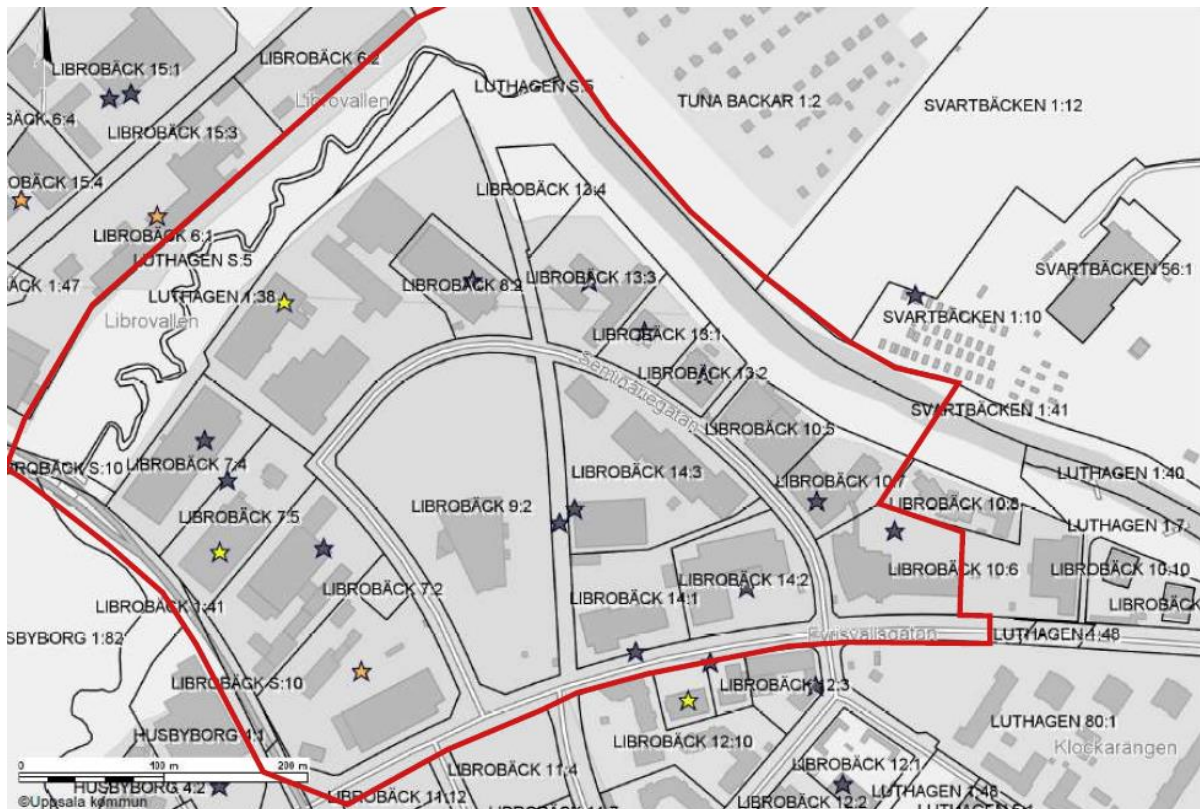 LIBROBÄCK 6:2
LIBROBÄCK 15:1
LUTHAGEN S:5
Librovallen
TUNA BACKAR 1:2
SVARTBÄCKEN 1:12
BÄCK 6:4
LIBROBÄCK 15:3
OBÄCK 15:4
LIBROBÄCK 13:4
LIBROBÄCK 6:1
LUTHAGEN S:5
SVARTBÄCKEN 56:1
ÄCK 1:47
LUTHAGEN 1:38
LIBROBÄCK 8:2
LIBROBÄCK 13:3
Librovallen
SVARTBÄCKEN 1:10
LIBROBÄCK 13:1
LIBROBÄCK 13:2
Seminariegatan
SVARTBÄCKEN 1:41
LIBROBÄCK 10:5
ROBÄCK S:10
LIBROBÄCK 7:4
LIBROBÄCK 14:3
LIBROBÄCK 10:7
LUTHAGEN 1:40
LIBROBÄCK 9:2
LIBROBÄCK 10:8
LIBROBÄCK 7:5
LUTHAGEN 1:7
LIBROBÄCK 10:6
LIBROBÄCK 10:10
LIBROBÄCK 14:2
LIBROBÄCK 7:2
LIBROBÄCK 14:1
LIBROBÄCK
LIBROBÄCK 1:41
SBYBORG 1:82
Fyrisvallsgatan
LUTHAGEN 1:48
LIBROBÄCK S:10
LIBROBÄCK 12:3
LUTHAGEN 80:1
HUSBYBORG 4:1
LIBROBÄCK 12:10
Klockarängen
0 100 m 200 m
LIBROBÄCK 11:4
LIBROBÄCK 12:1
HUSBYBORG 4:2
LUTHAGEN 1:48
©Uppsala kommun
LIBROBÄCK 11:12
LIBROBÄCK 12:2